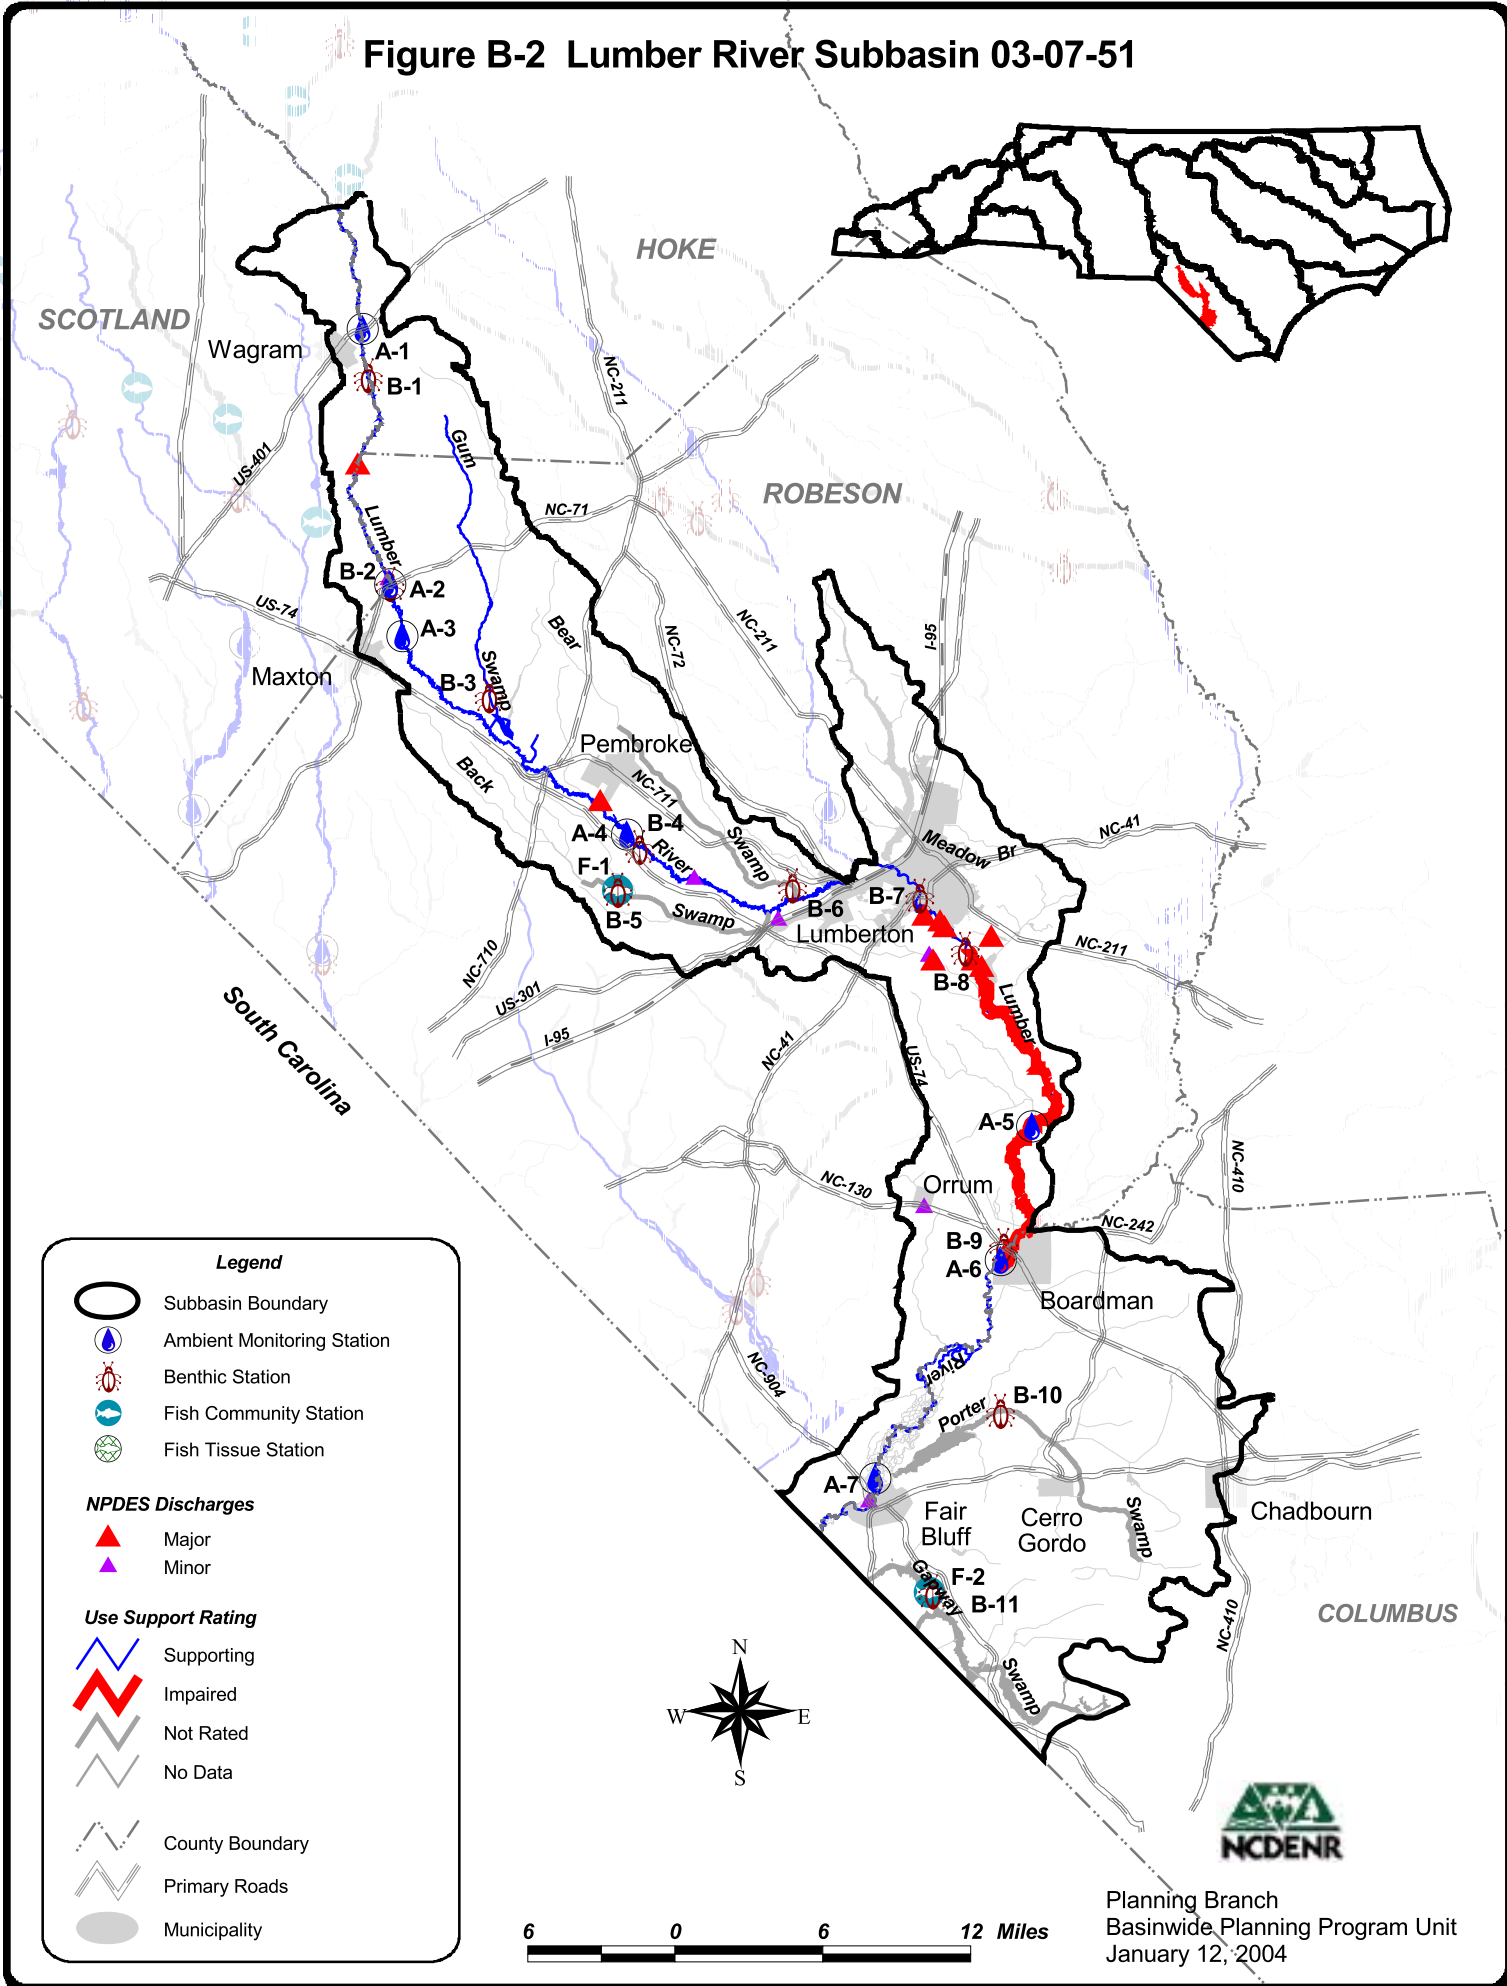 Figure B-2 Lumber River Subbasin 03-07-51
HOKE
SCOTLAND
Wagram
A-1
B-1
NC-211
US-401
Gum
ROBESON
NC-71
Lumber
B-2
A-2
US-74
A-3
Bear
NC-72
NC-211
I-95
Maxton
B-3
Swamp
Pembroke
Back
NC-711
A-4
B-4
River
Swamp
Meadow Br
NC-41
F-1
B-5
Swamp
B-6
B-7
Lumberton
NC-710
US-301
I-95
NC-211
B-8
Lumber
South Carolina
NC-41
US-74
A-5
NC-410
NC-130
Orrum
NC-242
B-9
A-6
Boardman
NC-904
River
Porter
B-10
A-7
Fair
Bluff
Cerro
Gordo
Swamp
Chadbourn
Gapway
F-2
B-11
COLUMBUS
NC-410
Swamp
Legend
Subbasin Boundary
Ambient Monitoring Station
Benthic Station
Fish Community Station
Fish Tissue Station
NPDES Discharges
Major
Minor
Use Support Rating
Supporting
Impaired
Not Rated
No Data
County Boundary
Primary Roads
Municipality
N
W E
S
6 0 6 12 Miles
NCDENR
Planning Branch
Basinwide Planning Program Unit
January 12, 2004